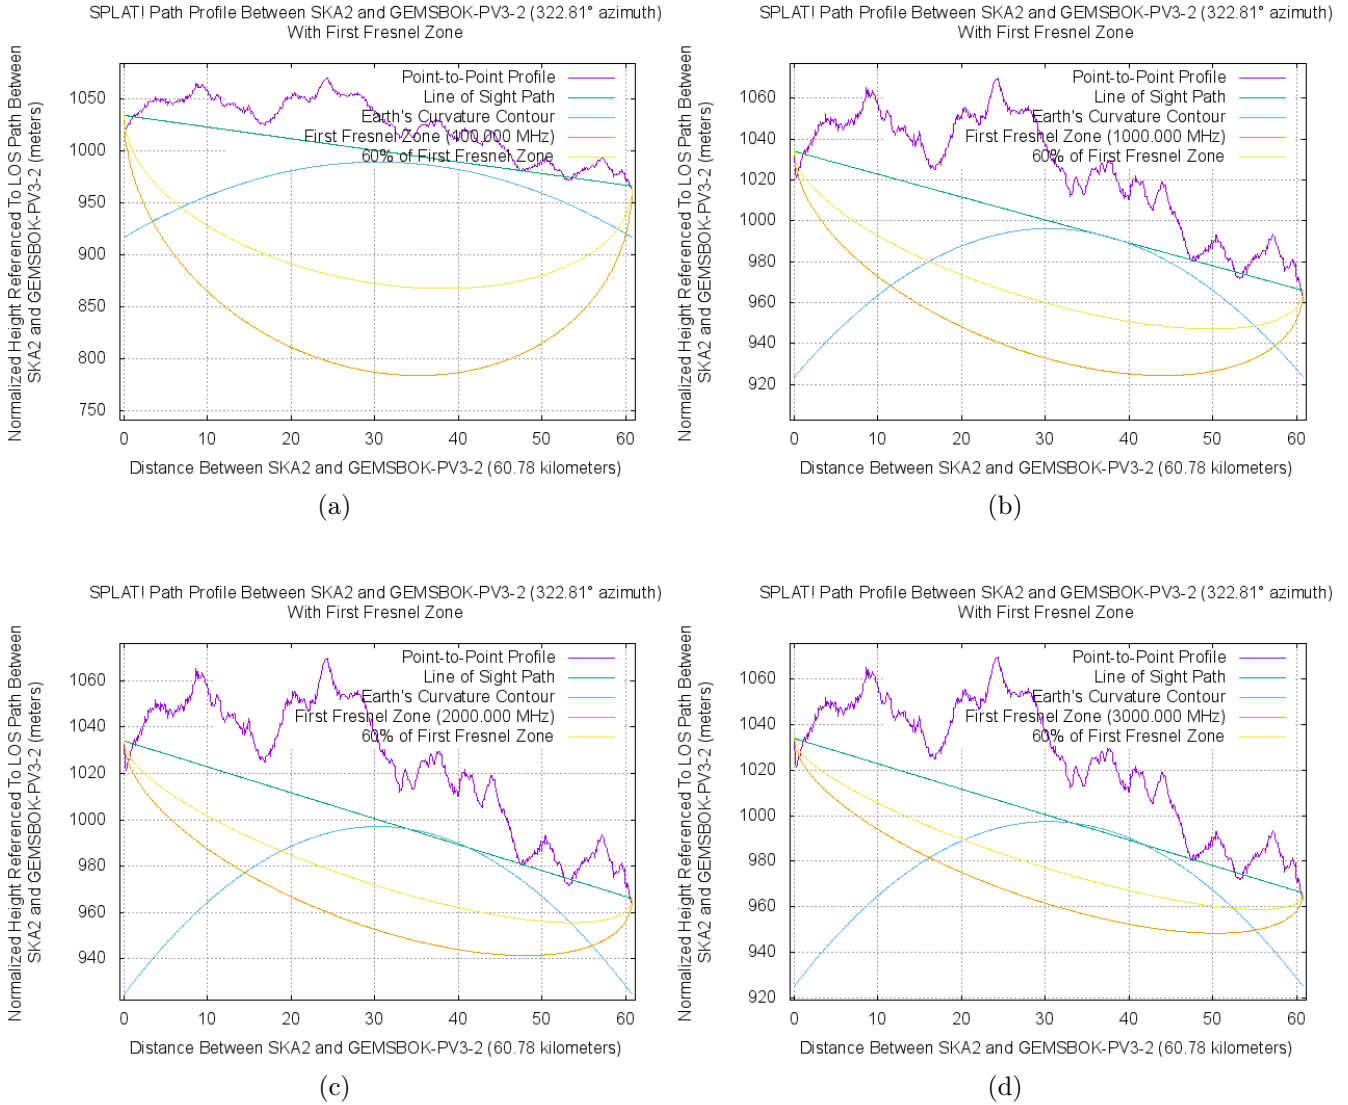 SPLAT! Path Profile Between SKA2 and GEMSBOK-PV3-2 (322.81° azimuth)
With First Fresnel Zone
Normalized Height Referenced To LOS Path Between
SKA2 and GEMSBOK-PV3-2 (meters)
Point-to-Point Profile
Line of Sight Path
Earth's Curvature Contour
First Fresnel Zone (100.000 MHz)
60% of First Fresnel Zone
1050
1000
950
900
850
800
750
0 10 20 30 40 50 60
Distance Between SKA2 and GEMSBOK-PV3-2 (60.78 kilometers)
(a)
SPLAT! Path Profile Between SKA2 and GEMSBOK-PV3-2 (322.81° azimuth)
With First Fresnel Zone
Normalized Height Referenced To LOS Path Between
SKA2 and GEMSBOK-PV3-2 (meters)
Point-to-Point Profile
Line of Sight Path
Earth's Curvature Contour
First Fresnel Zone (1000.000 MHz)
60% of First Fresnel Zone
1060
1040
1020
1000
980
960
940
920
0 10 20 30 40 50 60
Distance Between SKA2 and GEMSBOK-PV3-2 (60.78 kilometers)
(b)
SPLAT! Path Profile Between SKA2 and GEMSBOK-PV3-2 (322.81° azimuth)
With First Fresnel Zone
Normalized Height Referenced To LOS Path Between
SKA2 and GEMSBOK-PV3-2 (meters)
Point-to-Point Profile
Line of Sight Path
Earth's Curvature Contour
First Fresnel Zone (2000.000 MHz)
60% of First Fresnel Zone
1060
1040
1020
1000
980
960
940
0 10 20 30 40 50 60
Distance Between SKA2 and GEMSBOK-PV3-2 (60.78 kilometers)
(c)
SPLAT! Path Profile Between SKA2 and GEMSBOK-PV3-2 (322.81° azimuth)
With First Fresnel Zone
Normalized Height Referenced To LOS Path Between
SKA2 and GEMSBOK-PV3-2 (meters)
Point-to-Point Profile
Line of Sight Path
Earth's Curvature Contour
First Fresnel Zone (3000.000 MHz)
60% of First Fresnel Zone
1060
1040
1020
1000
980
960
940
920
0 10 20 30 40 50 60
Distance Between SKA2 and GEMSBOK-PV3-2 (60.78 kilometers)
(d)